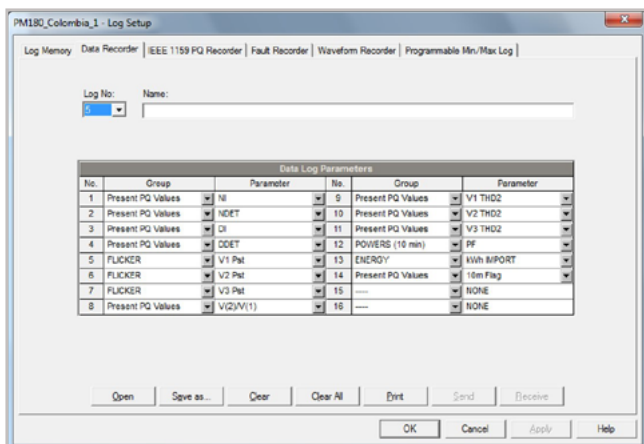 PM180_Colombia_1 - Log Setup
Log Memory Data Recorder IEEE 1159 PQ Recorder Fault Recorder Waveform Recorder Programmable Min/Max Log
Log No: Name:
5
Data Log Parameters
No. Group Parameter No. Group Parameter
1 Present PQ Values NI 9 Present PQ Values V1 THD2
2 Present PQ Values NDET 10 Present PQ Values V2 THD2
3 Present PQ Values DI 11 Present PQ Values V3 THD2
4 Present PQ Values DDET 12 POWERS (10 min) PF
5 FLICKER V1 Pst 13 ENERGY kWh IMPORT
6 FLICKER V2 Pst 14 Present PQ Values 10m Flag
7 FLICKER V3 Pst 15 ---- NONE
8 Present PQ Values V(2)/V(1) 16 ---- NONE
Open Save as... Clear Clear All Print Send Receive
OK Cancel Apply Help